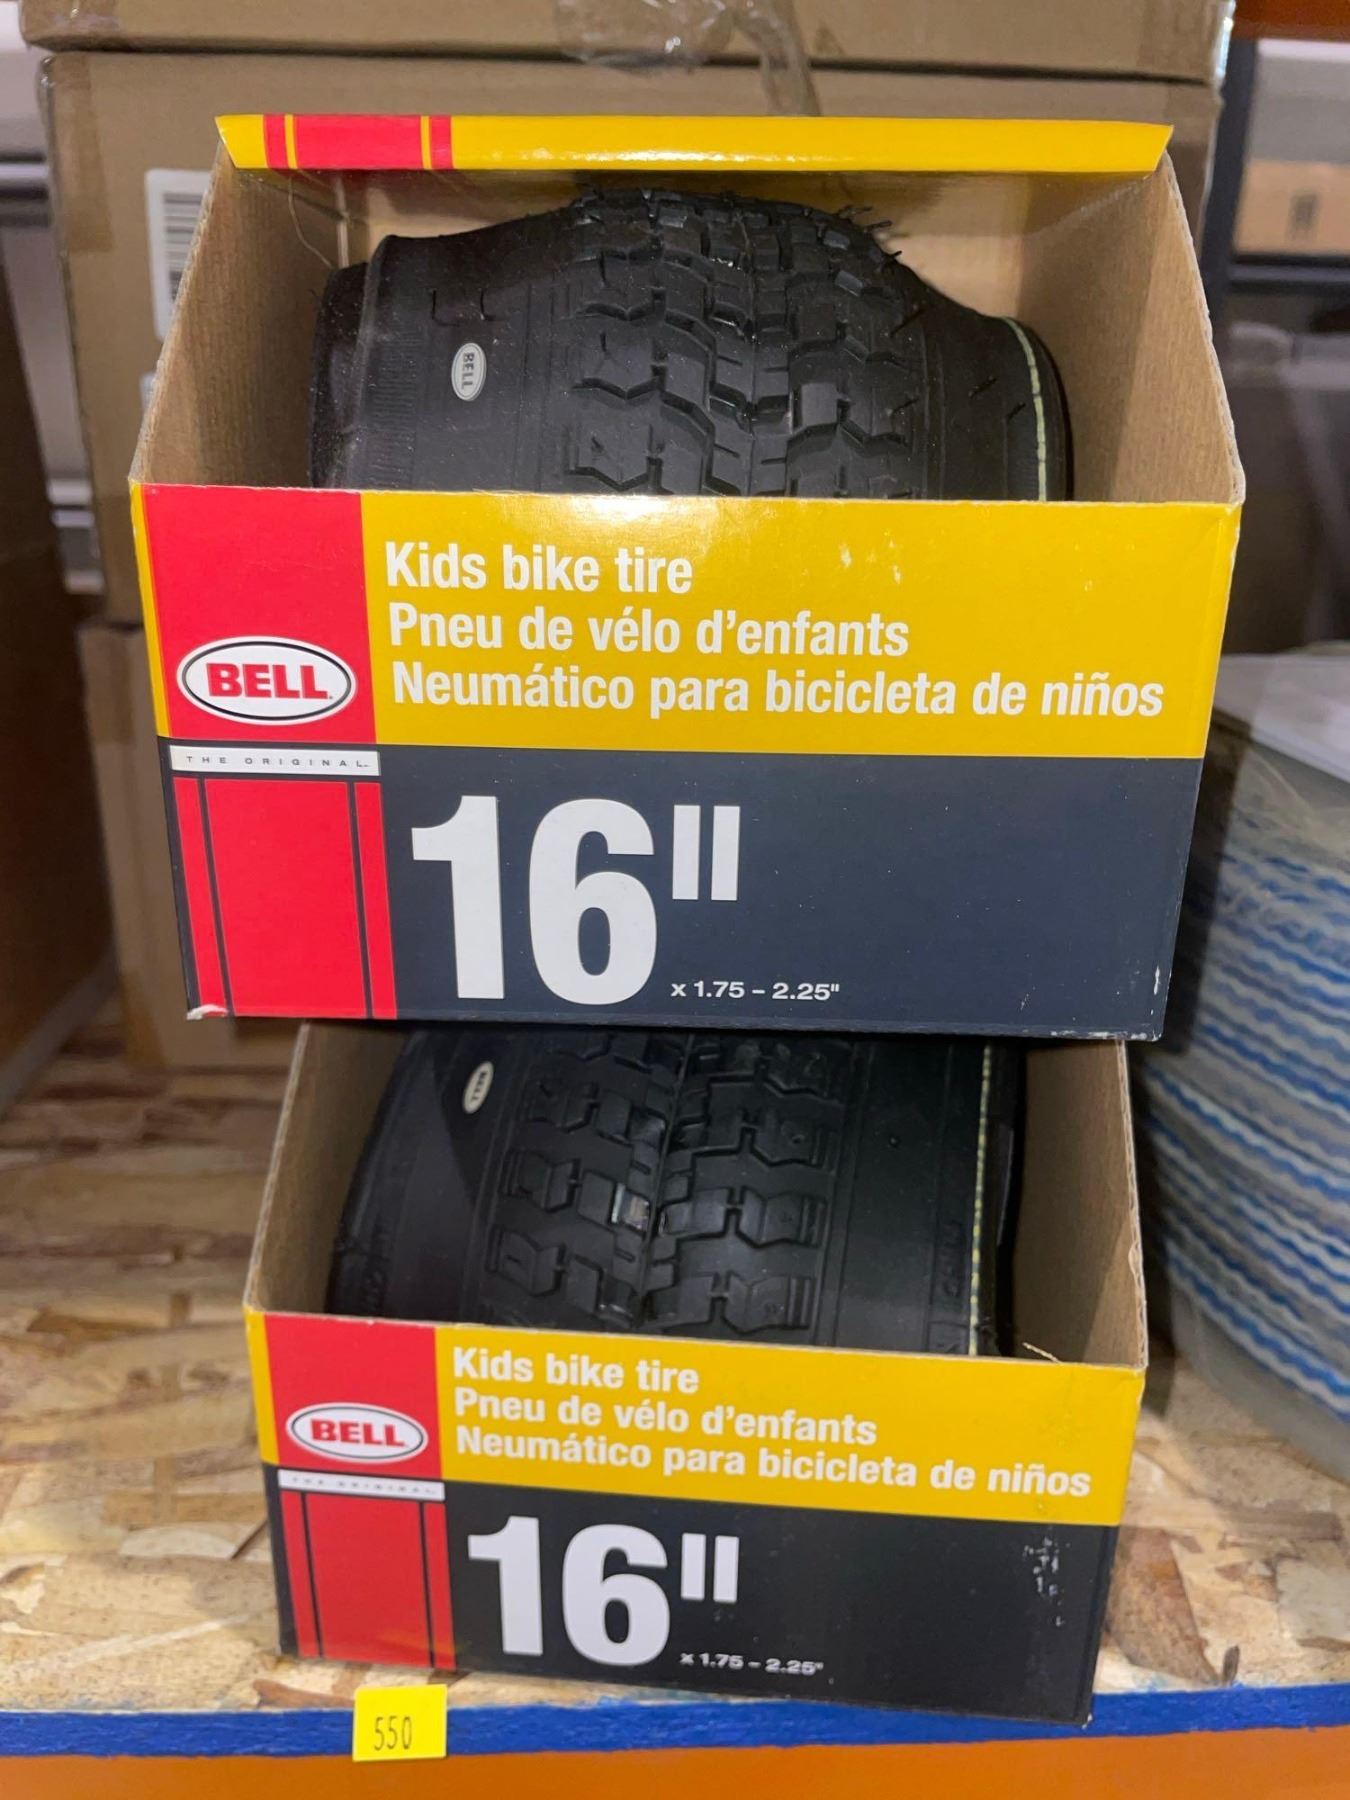 BELL
Kids bike tire
Pneu de vélo d'enfants
Neumático para bicicleta de niños
BELL
THE ORIGINAL
16"
x 1.75 – 2.25"
BELL
Kids bike tire
Pneu de vélo d'enfants
Neumático para bicicleta de niños
BELL
THE ORIGINAL
16"
x 1.75 – 2.25"
550